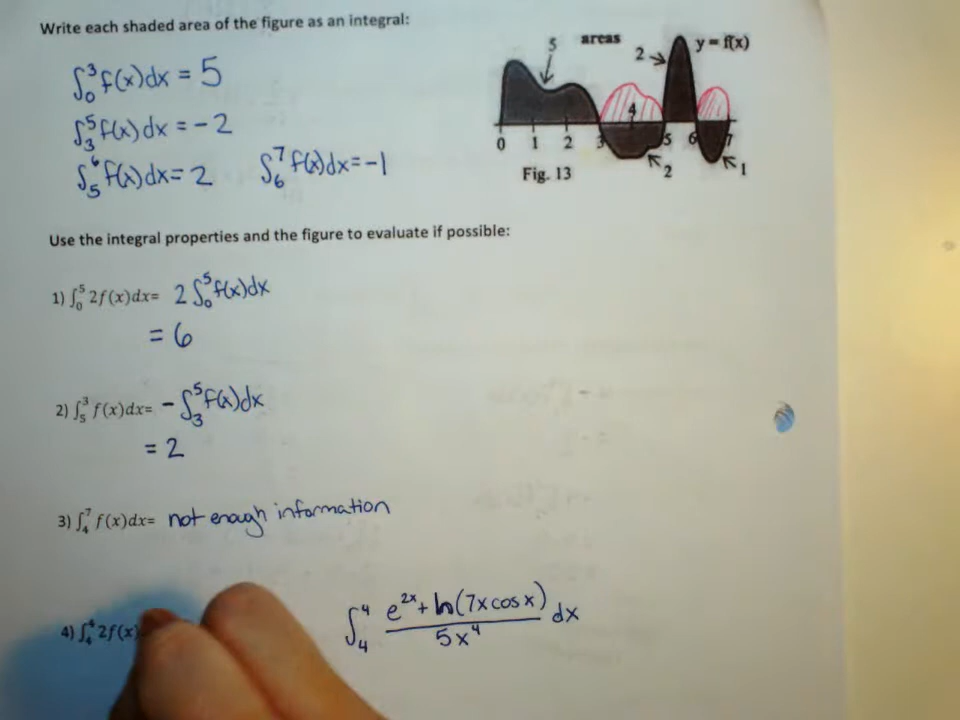 Write each shaded area of the figure as an integral:
∫₀³ f(x)dx = 5
∫₃⁵ f(x)dx = -2
∫₅⁶ f(x)dx = 2   ∫₆⁷ f(x)dx = -1
5 areas 2 y = f(x)
4
0 1 2 3 5 6 7
2 1
Fig. 13
Use the integral properties and the figure to evaluate if possible:
1) ∫₀⁵ 2f(x)dx= 2 ∫₀⁵ f(x)dx
= 6
2) ∫₅³ f(x)dx= - ∫₃⁵ f(x)dx
= 2
3) ∫₄⁷ f(x)dx= not enough information
4) ∫₄⁴ 2f(x)
∫₄⁴ (e^2x + ln(7x cos x))/(5x⁴) dx